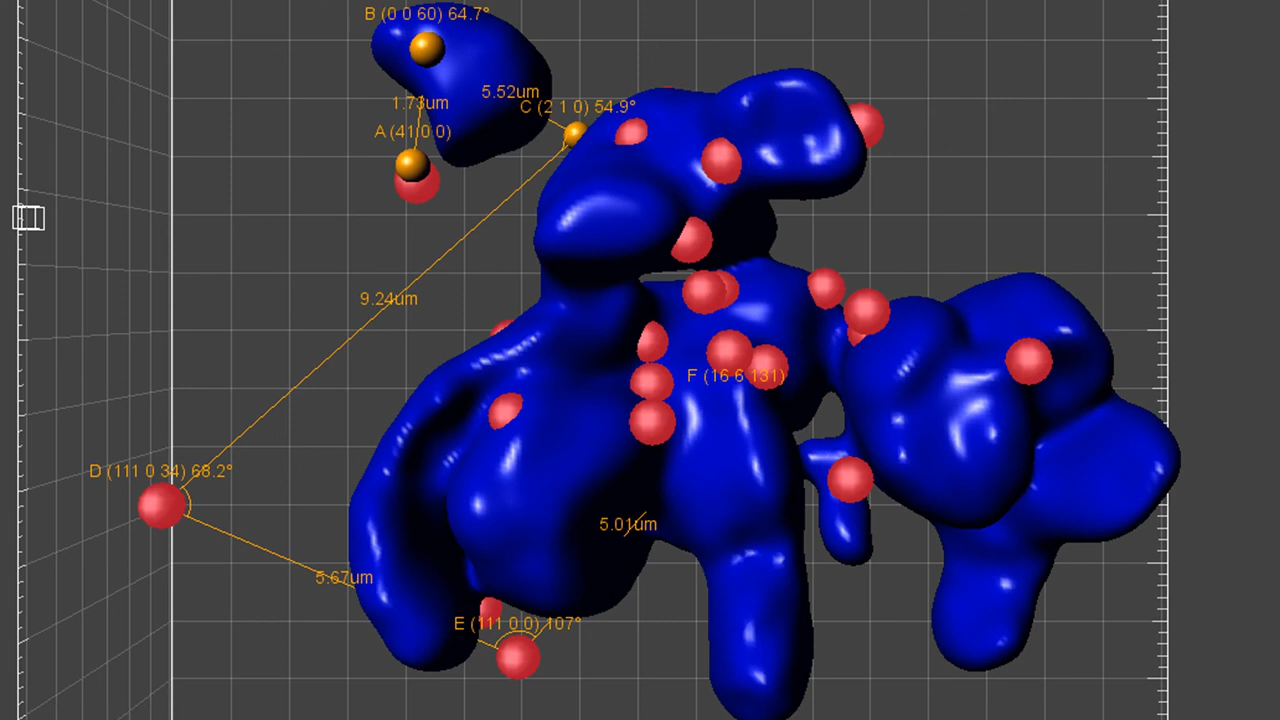 B (0 0 60) 64.7°
5.52um
1.73um
C (2 1 0) 54.9°
A (41 0 0)
9.24um
F (16 6 131)
D (111 0 34) 68.2°
5.01um
5.67um
E (111 0 0) 107°